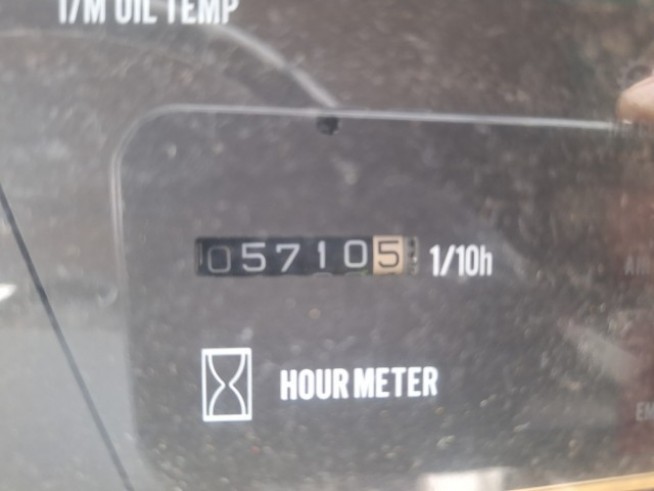 T/M OIL TEMP
057105 1/10h
HOUR METER